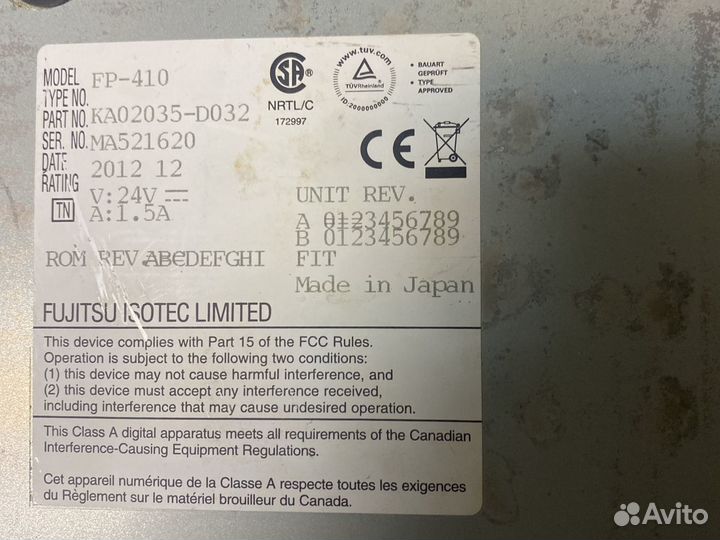 MODEL FP-410
TYPE NO.
PART NO. KA02035-D032
SER. NO. MA521620
DATE 2012 12
RATING V:24V
TN A:1.5A
ROM REV.ABCDEFGHI
NRTL/C
172997
www.tuv.com
TÜVRheinland
ID:2000000000
• BAUART
GEPRÜFT
• TYPE
APPROVED
CE
UNIT REV.
A 0123456789
B 0123456789
FIT
Made in Japan
FUJITSU ISOTEC LIMITED
This device complies with Part 15 of the FCC Rules.
Operation is subject to the following two conditions:
(1) this device may not cause harmful interference, and
(2) this device must accept any interference received,
including interference that may cause undesired operation.
This Class A digital apparatus meets all requirements of the Canadian
Interference-Causing Equipment Regulations.
Cet appareil numérique de la Classe A respecte toutes les exigences
du Règlement sur le matériel brouilleur du Canada.
Avito